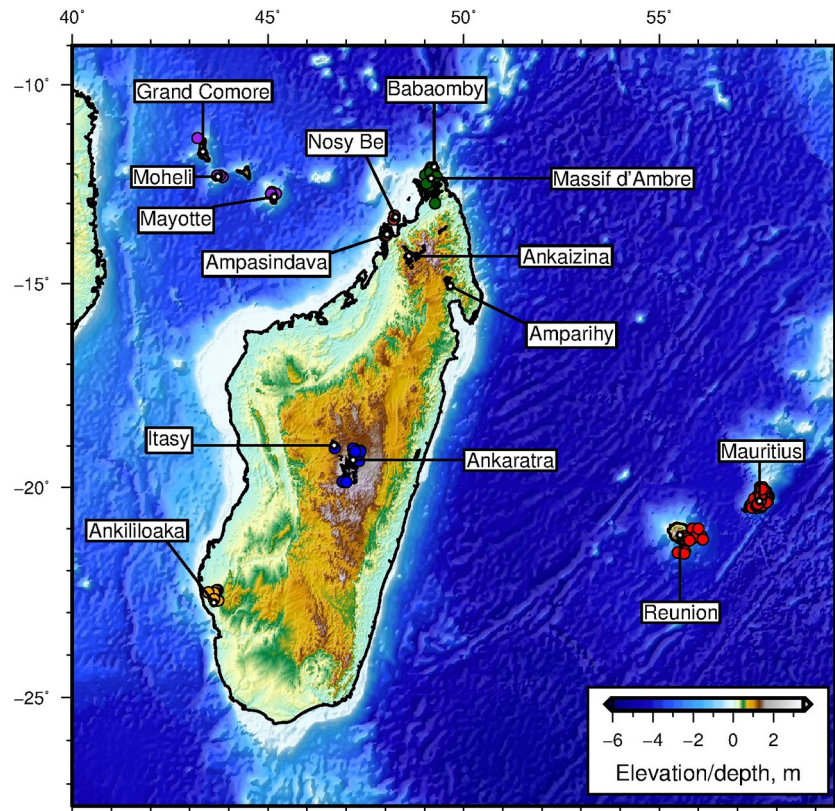 40° 45° 50° 55°
−10°
−15°
−20°
−25°
Grand Comore
Babaomby
Nosy Be
Moheli
Massif d'Ambre
Mayotte
Ampasindava
Ankaizina
Amparihy
Itasy
Ankaratra
Mauritius
Ankililoaka
Reunion
−6 −4 −2 0 2
Elevation/depth, m